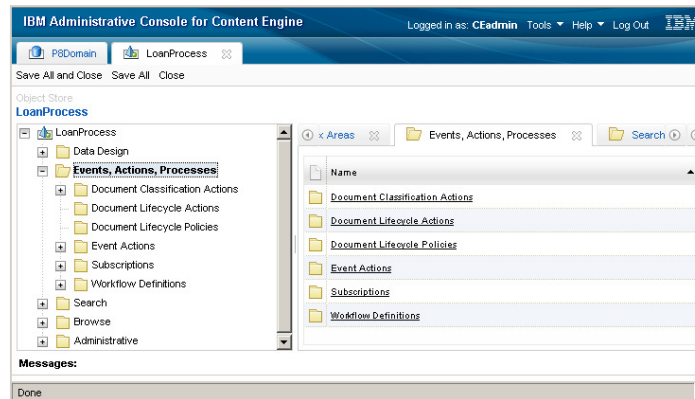 IBM Administrative Console for Content Engine
Logged in as: CEadmin Tools Help Log Out IBM
P8Domain LoanProcess
Save All and Close Save All Close
Object Store
LoanProcess
LoanProcess
Data Design
Events, Actions, Processes
Document Classification Actions
Document Lifecycle Actions
Document Lifecycle Policies
Event Actions
Subscriptions
Workflow Definitions
Search
Browse
Administrative
x Areas Events, Actions, Processes Search
Name
Document Classification Actions
Document Lifecycle Actions
Document Lifecycle Policies
Event Actions
Subscriptions
Workflow Definitions
Messages:
Done